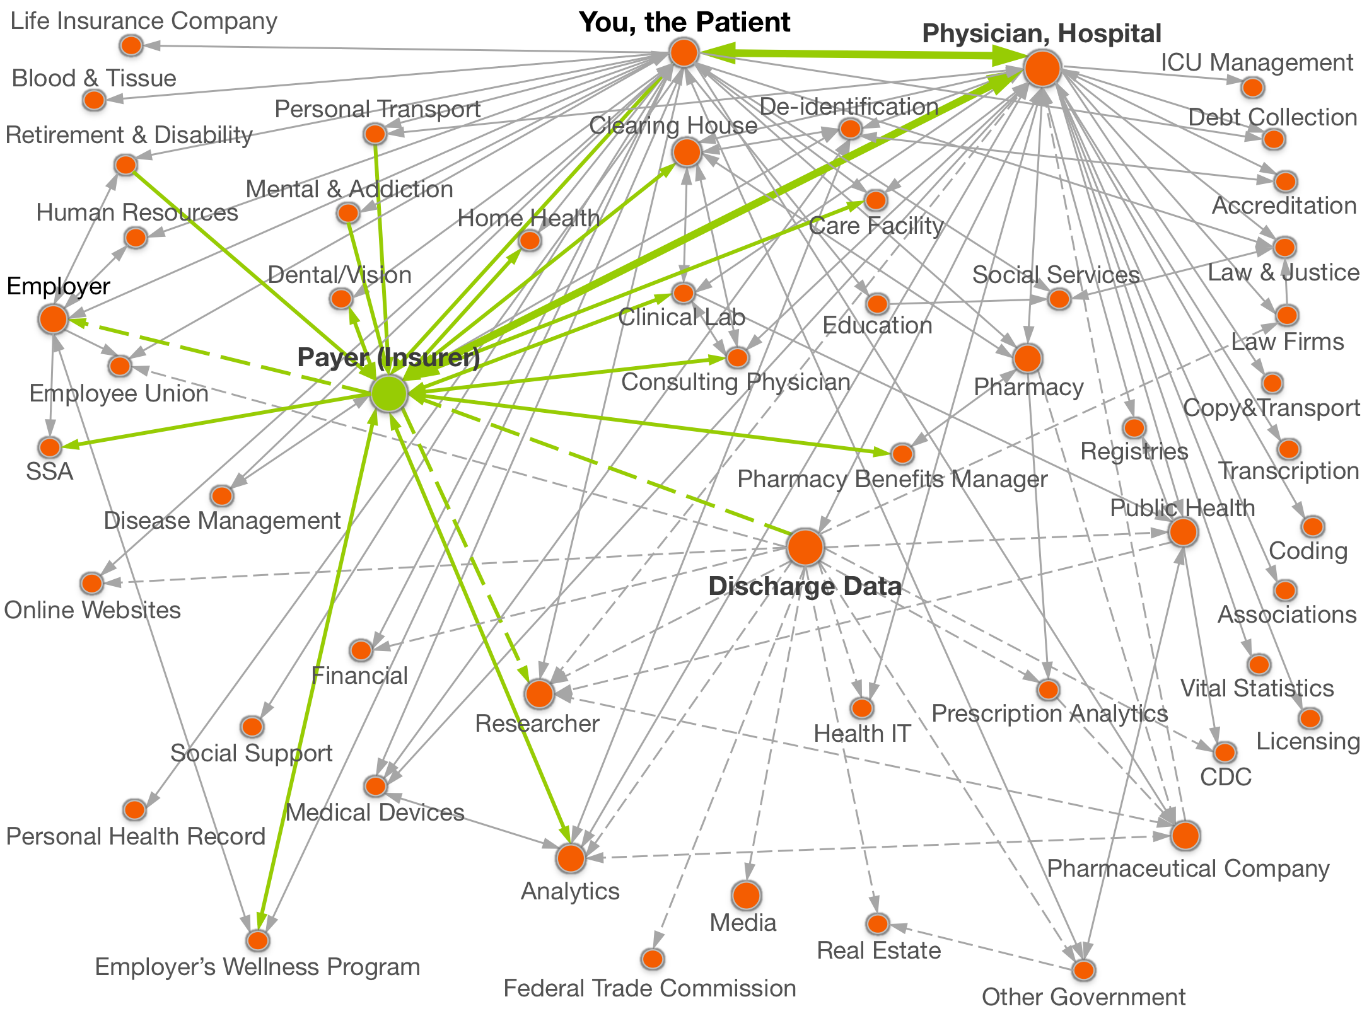 Life Insurance Company
You, the Patient
Physician, Hospital
ICU Management
Blood & Tissue
Personal Transport
De-identification
Debt Collection
Retirement & Disability
Clearing House
Mental & Addiction
Accreditation
Human Resources
Home Health
Care Facility
Dental/Vision
Social Services
Law & Justice
Employer
Clinical Lab
Education
Law Firms
Payer (Insurer)
Employee Union
Consulting Physician
Pharmacy
Copy&Transport
Registries
SSA
Pharmacy Benefits Manager
Transcription
Disease Management
Public Health
Coding
Discharge Data
Online Websites
Associations
Financial
Vital Statistics
Researcher
Health IT
Prescription Analytics
Licensing
Social Support
CDC
Personal Health Record
Medical Devices
Pharmaceutical Company
Analytics
Media
Real Estate
Employer's Wellness Program
Federal Trade Commission
Other Government